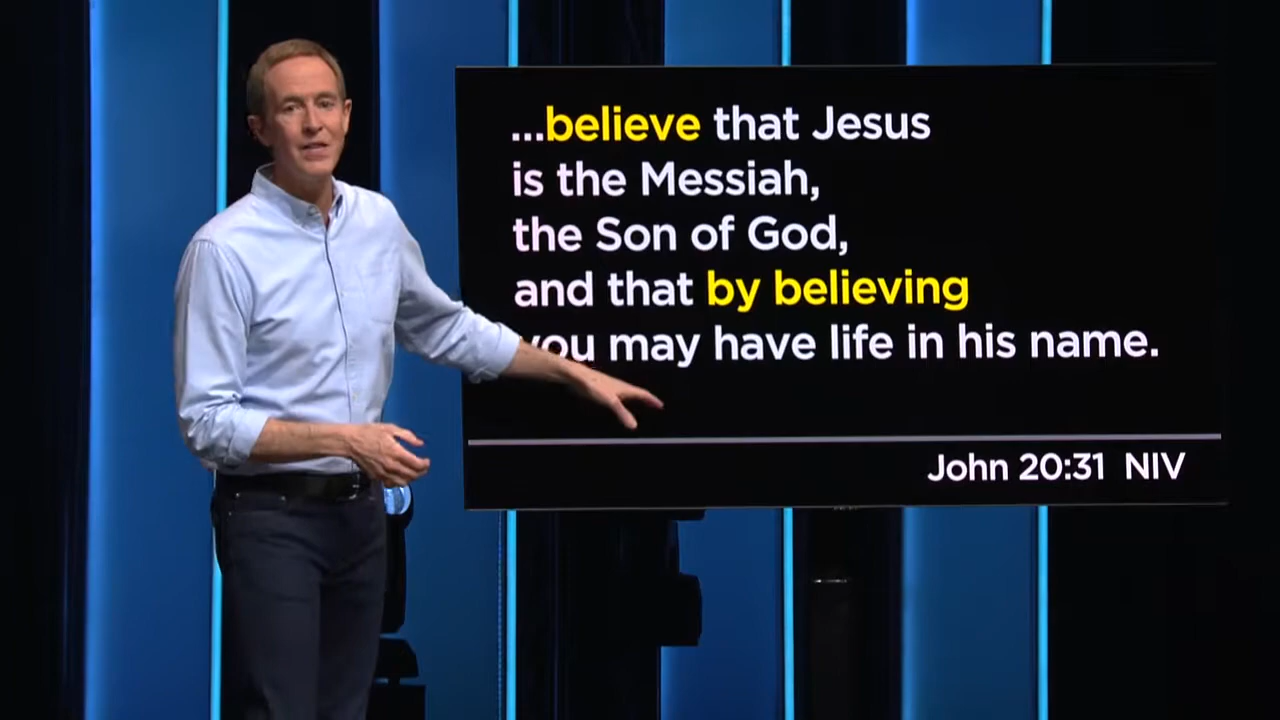 ...believe that Jesus
is the Messiah,
the Son of God,
and that by believing
you may have life in his name.
John 20:31 NIV